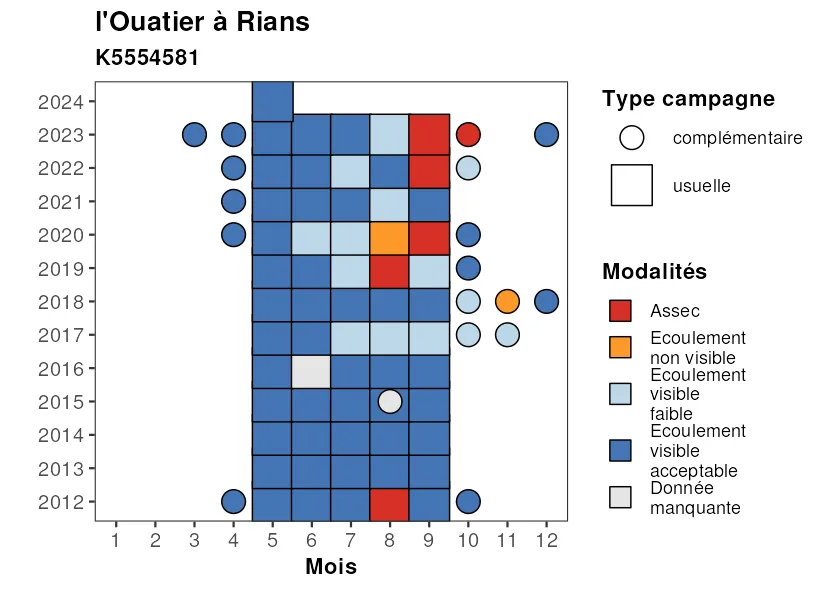 l'Ouatier à Rians
K5554581
2024
2023
2022
2021
2020
2019
2018
2017
2016
2015
2014
2013
2012
1 2 3 4 5 6 7 8 9 10 11 12
Mois
Type campagne
complémentaire
usuelle
Modalités
Assec
Ecoulement
non visible
Ecoulement
visible
faible
Ecoulement
visible
acceptable
Donnée
manquante